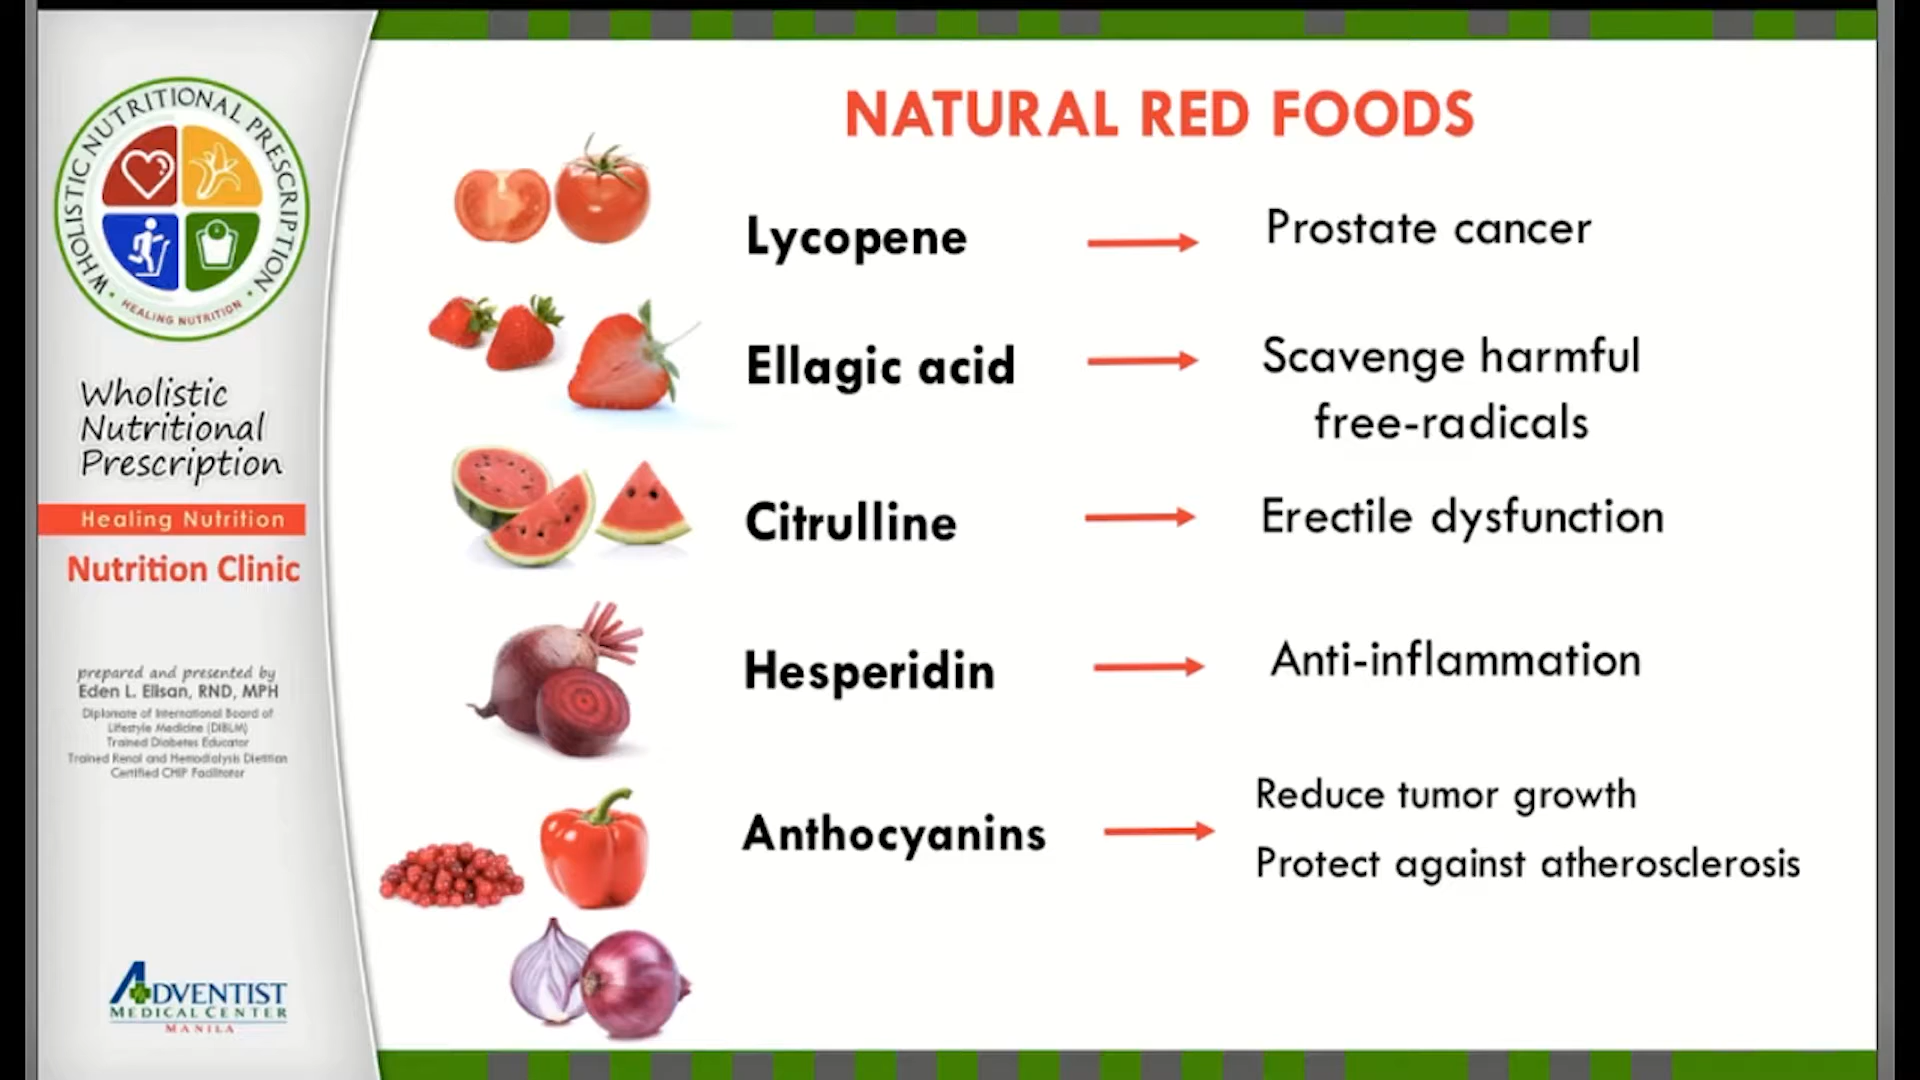 WHOLISTIC NUTRITIONAL PRESCRIPTION
HEALING NUTRITION
Wholistic
Nutritional
Prescription
Healing Nutrition
Nutrition Clinic
prepared and presented by
Eden L. Elisan, RND, MPH
Diplomate of International Board of
Lifestyle Medicine (DIBLM)
Trained Diabetes Educator
Trained Renal and Hemodialysis Dietitian
Certified CHIP Facilitator
ADVENTIST
MEDICAL CENTER
MANILA
NATURAL RED FOODS
Lycopene
Prostate cancer
Ellagic acid
Scavenge harmful
free-radicals
Citrulline
Erectile dysfunction
Hesperidin
Anti-inflammation
Anthocyanins
Reduce tumor growth
Protect against atherosclerosis